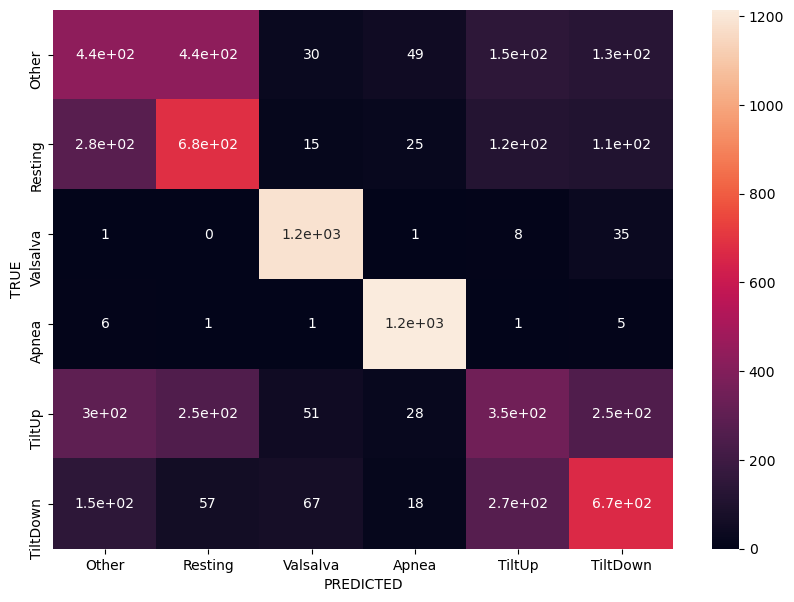 Other 4.4e+02 4.4e+02 30 49 1.5e+02 1.3e+02
Resting 2.8e+02 6.8e+02 15 25 1.2e+02 1.1e+02
Valsalva 1 0 1.2e+03 1 8 35
Apnea 6 1 1 1.2e+03 1 5
TiltUp 3e+02 2.5e+02 51 28 3.5e+02 2.5e+02
TiltDown 1.5e+02 57 67 18 2.7e+02 6.7e+02
TRUE
Other Resting Valsalva Apnea TiltUp TiltDown
PREDICTED
1200
1000
800
600
400
200
0